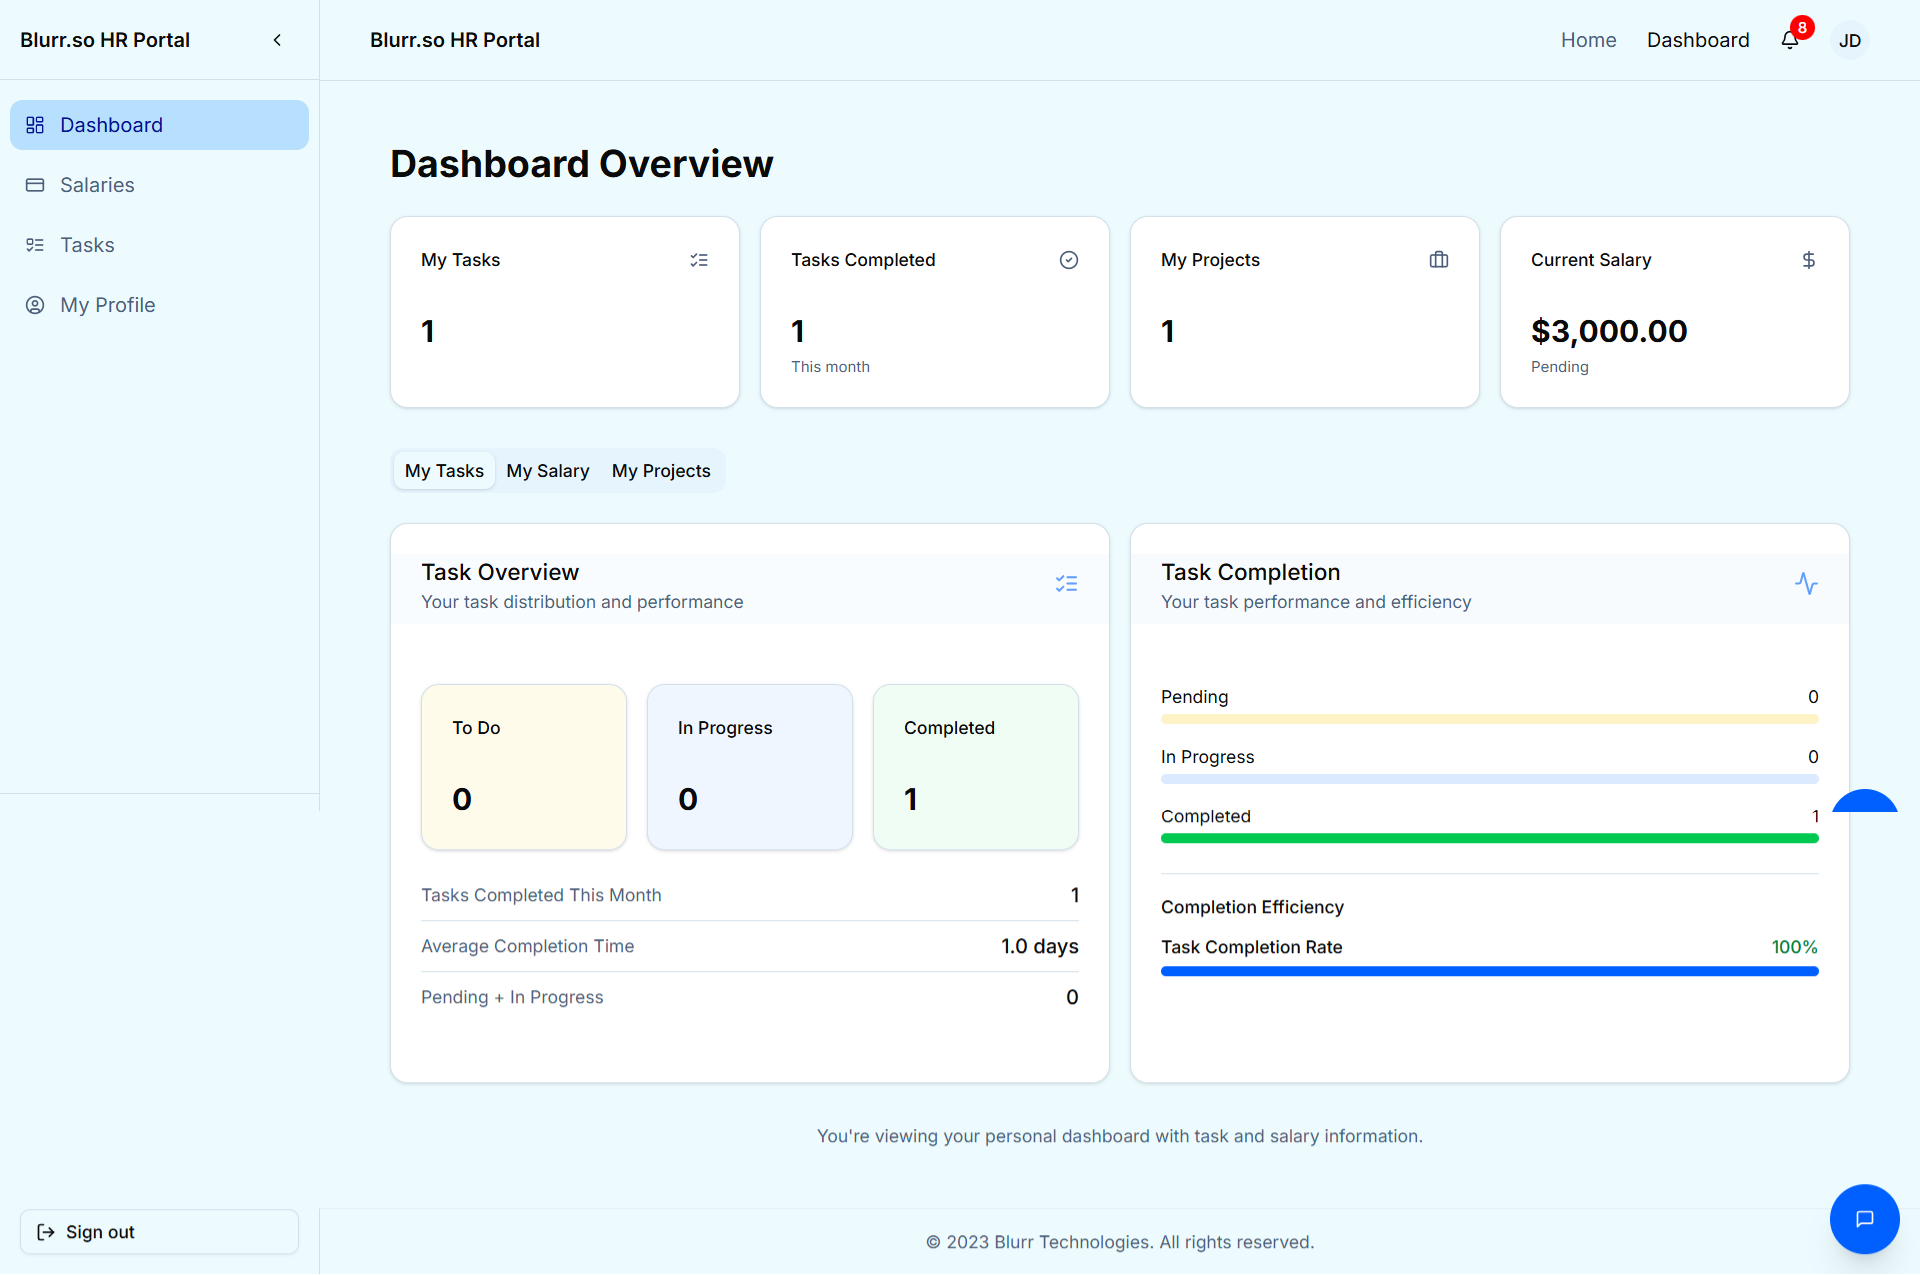 Blurr.so HR Portal
Dashboard
Salaries
Tasks
My Profile
Sign out
Blurr.so HR Portal
Home
Dashboard
8
JD
Dashboard Overview
My Tasks
1
Tasks Completed
1
This month
My Projects
1
Current Salary
$3,000.00
Pending
My Tasks
My Salary
My Projects
Task Overview
Your task distribution and performance
To Do
0
In Progress
0
Completed
1
Tasks Completed This Month
1
Average Completion Time
1.0 days
Pending + In Progress
0
Task Completion
Your task performance and efficiency
Pending
0
In Progress
0
Completed
1
Completion Efficiency
Task Completion Rate
100%
You're viewing your personal dashboard with task and salary information.
© 2023 Blurr Technologies. All rights reserved.